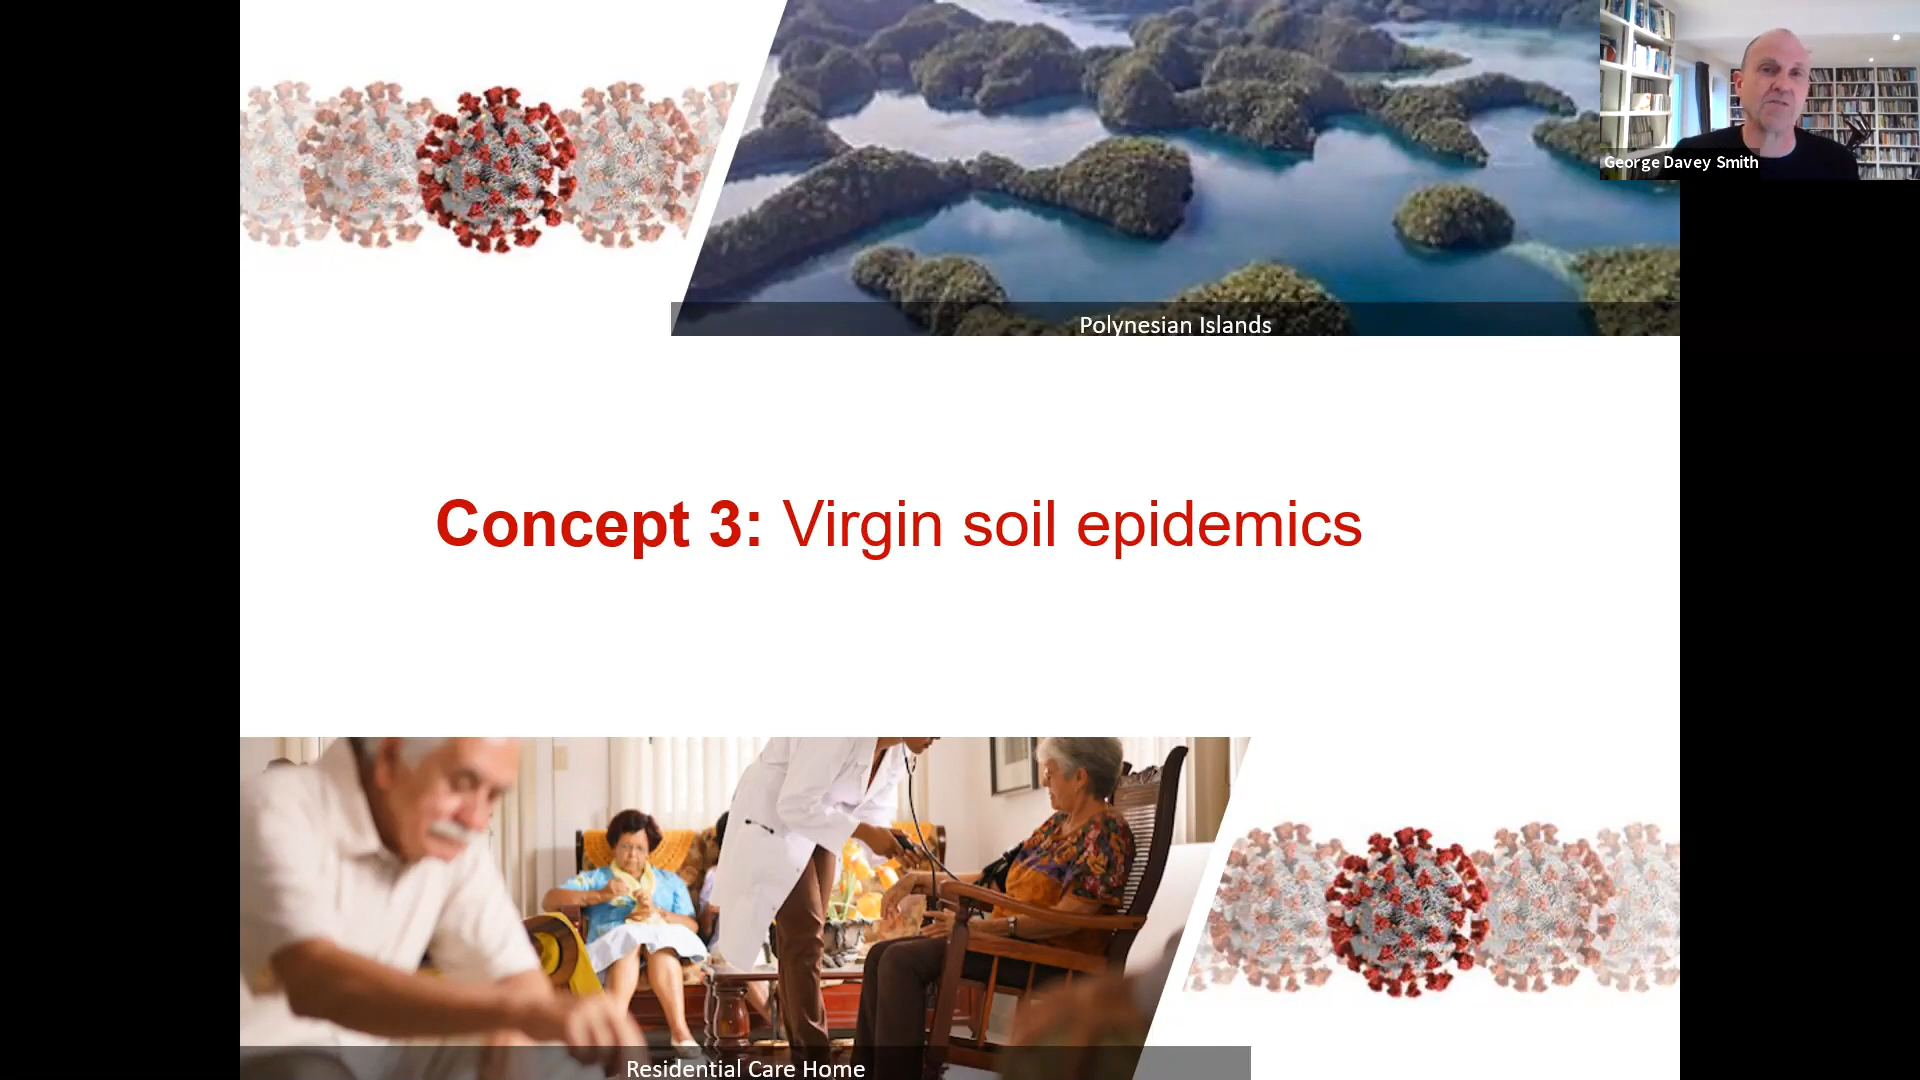 George Davey Smith
Polynesian Islands
Concept 3: Virgin soil epidemics
Residential Care Home